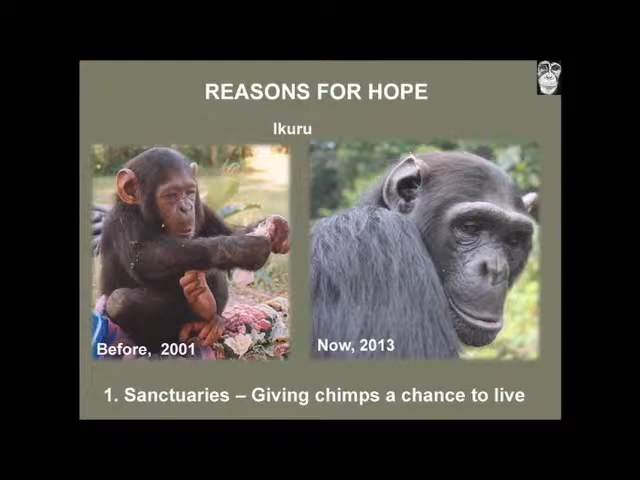 REASONS FOR HOPE
Ikuru
Before, 2001
Now, 2013
1. Sanctuaries – Giving chimps a chance to live